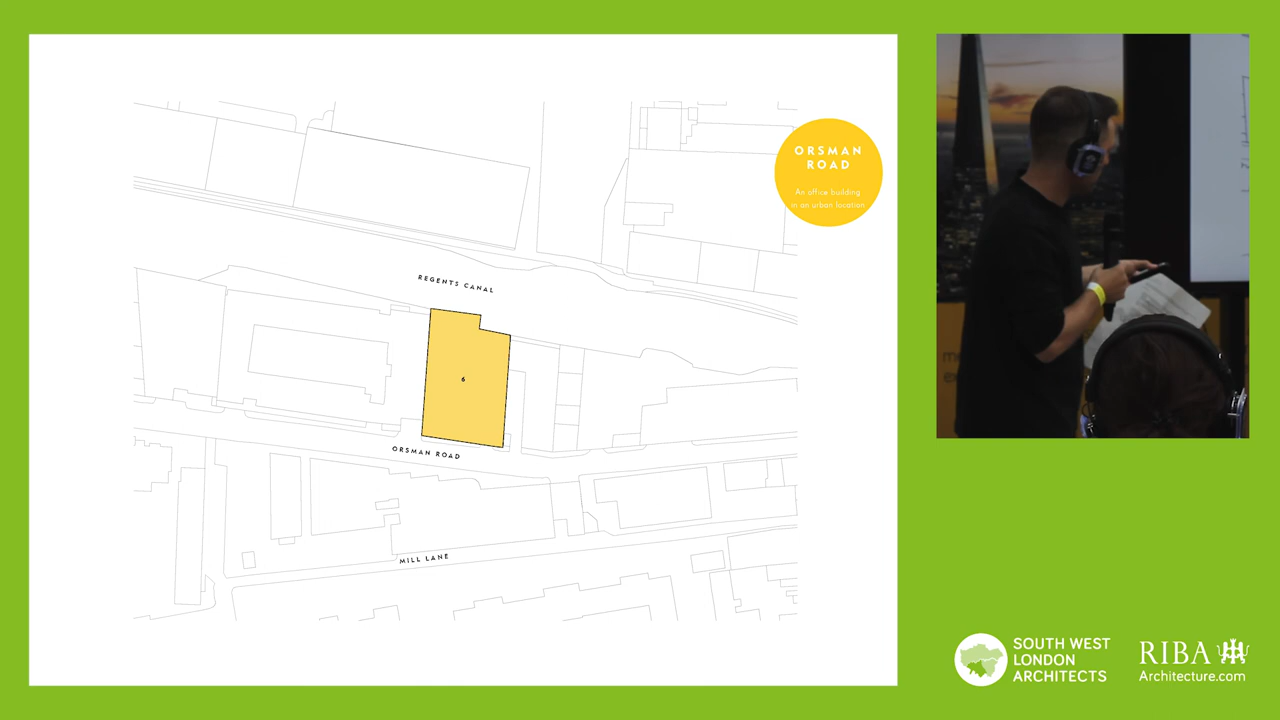 ORSMAN
ROAD
An office building
in an urban location
REGENTS CANAL
6
ORSMAN ROAD
MILL LANE
SOUTH WEST
LONDON
ARCHITECTS
RIBA
Architecture.com